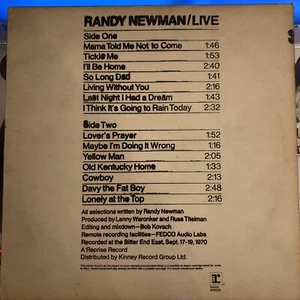 RANDY NEWMAN/LIVE
Side One
Mama Told Me Not to Come 1:46
Tickle Me 1:53
I'll Be Home 2:40
So Long Dad 1:41
Living Without You 2:16
Last Night I Had a Dream 1:43
I Think It's Going to Rain Today 2:32
Side Two
Lover's Prayer 1:52
Maybe I'm Doing It Wrong 1:16
Yellow Man 2:05
Old Kentucky Home 1:53
Cowboy 2:13
Davy the Fat Boy 2:48
Lonely at the Top 2:16
All selections written by Randy Newman
Produced by Lenny Waronker and Russ Titelman
Editing and mixdown—Bob Kovach
Remote recording facilities—FEDCO Audio Labs
Recorded at the Bitter End East, Sept. 17-19, 1970
A Reprise Record
Distributed by Kinney Record Group Ltd.